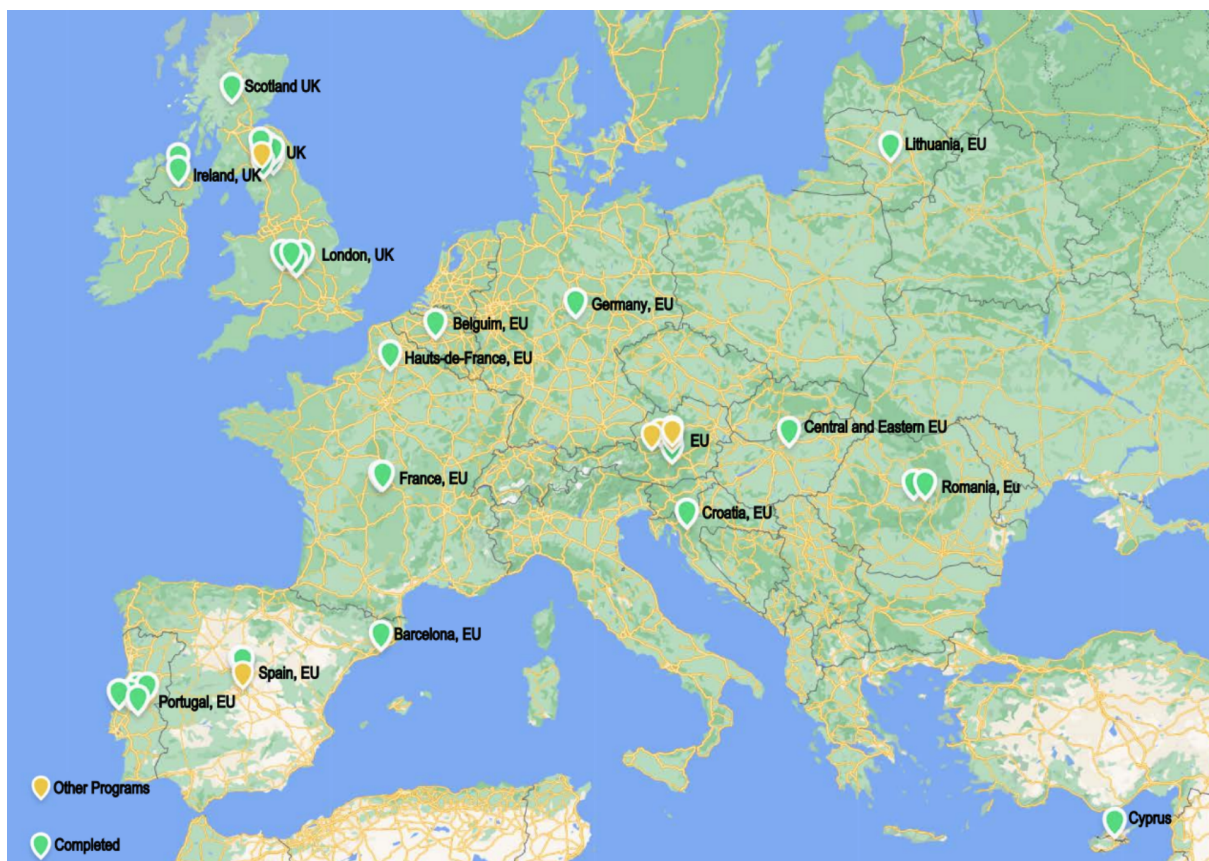 Scotland UK
UK
Lithuania, EU
Ireland, UK
London, UK
Germany, EU
Belguim, EU
Hauts-de-France, EU
Central and Eastern EU
EU
France, EU
Romania, Eu
Croatia, EU
Barcelona, EU
Spain, EU
Portugal, EU
Other Programs
Cyprus
Completed